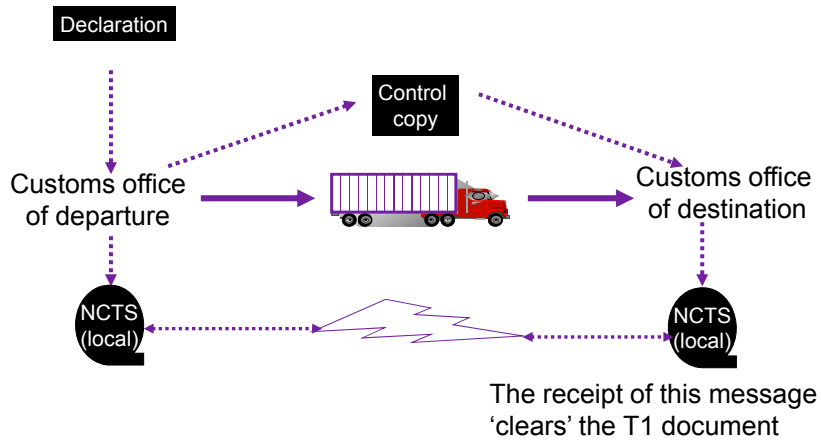 Declaration
Control
copy
Customs office
of departure
Customs office
of destination
NCTS
(local)
NCTS
(local)
The receipt of this message
‘clears’ the T1 document